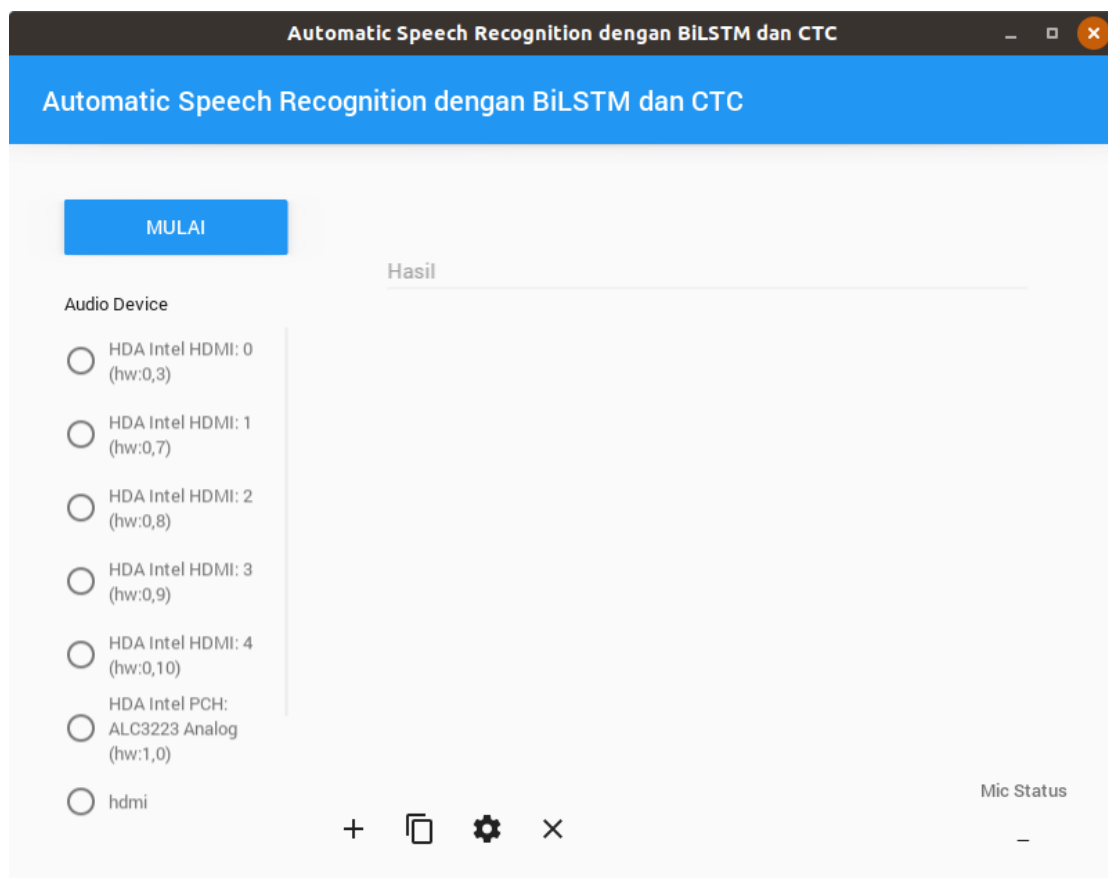 Automatic Speech Recognition dengan BiLSTM dan CTC
Automatic Speech Recognition dengan BiLSTM dan CTC
MULAI
Hasil
Audio Device
HDA Intel HDMI: 0
(hw:0,3)
HDA Intel HDMI: 1
(hw:0,7)
HDA Intel HDMI: 2
(hw:0,8)
HDA Intel HDMI: 3
(hw:0,9)
HDA Intel HDMI: 4
(hw:0,10)
HDA Intel PCH:
ALC3223 Analog
(hw:1,0)
hdmi
Mic Status
_